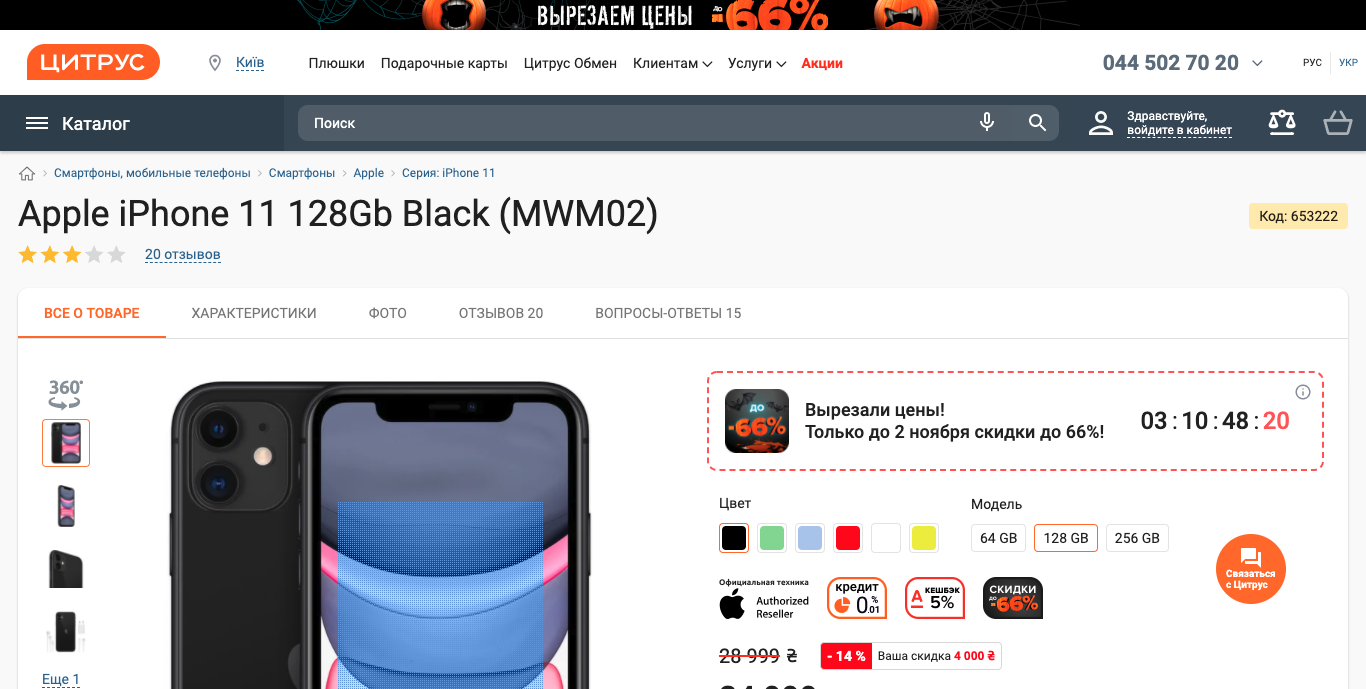 ВЫРЕЗАЕМ ЦЕНЫ ДО -66%
ЦИТРУС
Київ
Плюшки Подарочные карты Цитрус Обмен Клиентам Услуги Акции
044 502 70 20
РУС УКР
Каталог
Поиск
Здравствуйте,
войдите в кабинет
Смартфоны, мобильные телефоны Смартфоны Apple Серия: iPhone 11
Apple iPhone 11 128Gb Black (MWM02)
Код: 653222
20 отзывов
ВСЕ О ТОВАРЕ ХАРАКТЕРИСТИКИ ФОТО ОТЗЫВОВ 20 ВОПРОСЫ-ОТВЕТЫ 15
360°
Еще 1
ДО
-66%
Вырезали цены!
Только до 2 ноября скидки до 66%!
03 : 10 : 48 : 20
Цвет
Модель
64 GB 128 GB 256 GB
Связаться
с Цитрус
Официальная техника
Authorized
Reseller
кредит
0,01%
А КЕШБЭК
5%
СКИДКИ
ДО -66%
28 999 ₴
- 14 % Ваша скидка 4 000 ₴